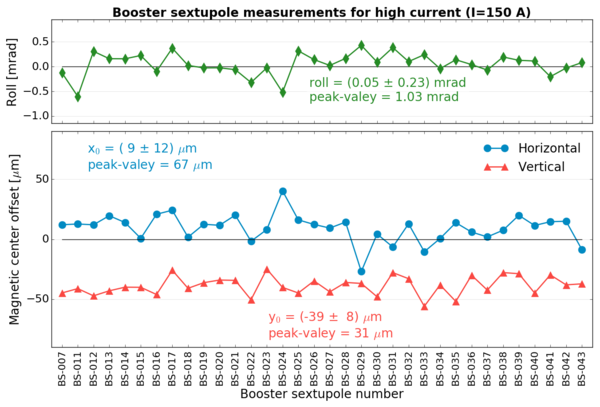 Booster sextupole measurements for high current (I=150 A)
Roll [mrad]
0.5
0.0
−0.5
−1.0
roll = (0.05 ± 0.23) mrad
peak-valey = 1.03 mrad
Magnetic center offset [μm]
50
0
−50
x₀ = ( 9 ± 12) μm
peak-valey = 67 μm
Horizontal
Vertical
y₀ = (-39 ± 8) μm
peak-valey = 31 μm
BS-007
BS-011
BS-012
BS-013
BS-014
BS-015
BS-016
BS-017
BS-018
BS-019
BS-020
BS-021
BS-022
BS-023
BS-024
BS-025
BS-026
BS-027
BS-028
BS-029
BS-030
BS-031
BS-032
BS-033
BS-034
BS-035
BS-036
BS-037
BS-038
BS-039
BS-040
BS-041
BS-042
BS-043
Booster sextupole number